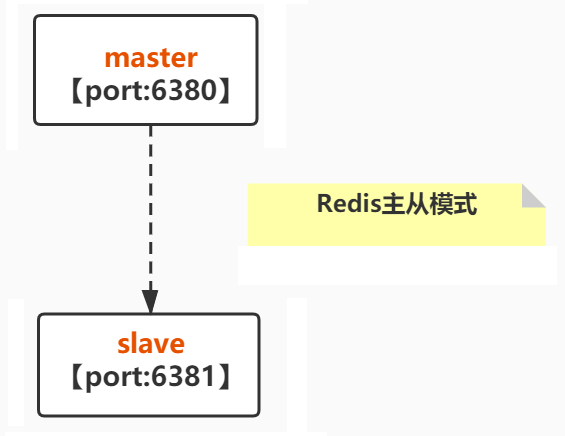 master
【port:6380】
Redis主从模式
slave
【port:6381】